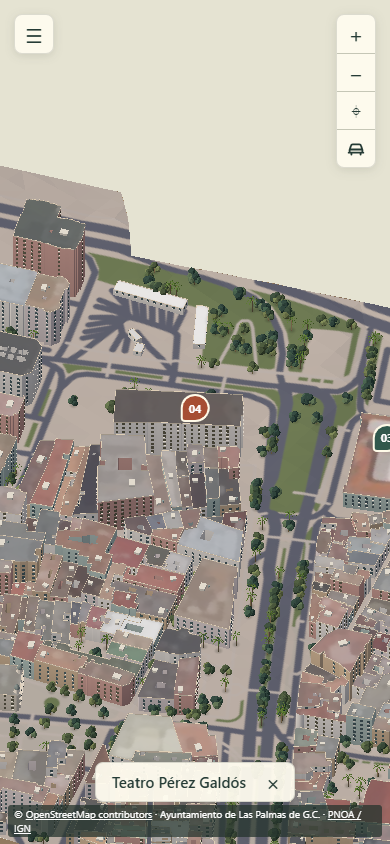 04
03
Teatro Pérez Galdós ×
© OpenStreetMap contributors · Ayuntamiento de Las Palmas de G.C. · PNOA /
IGN